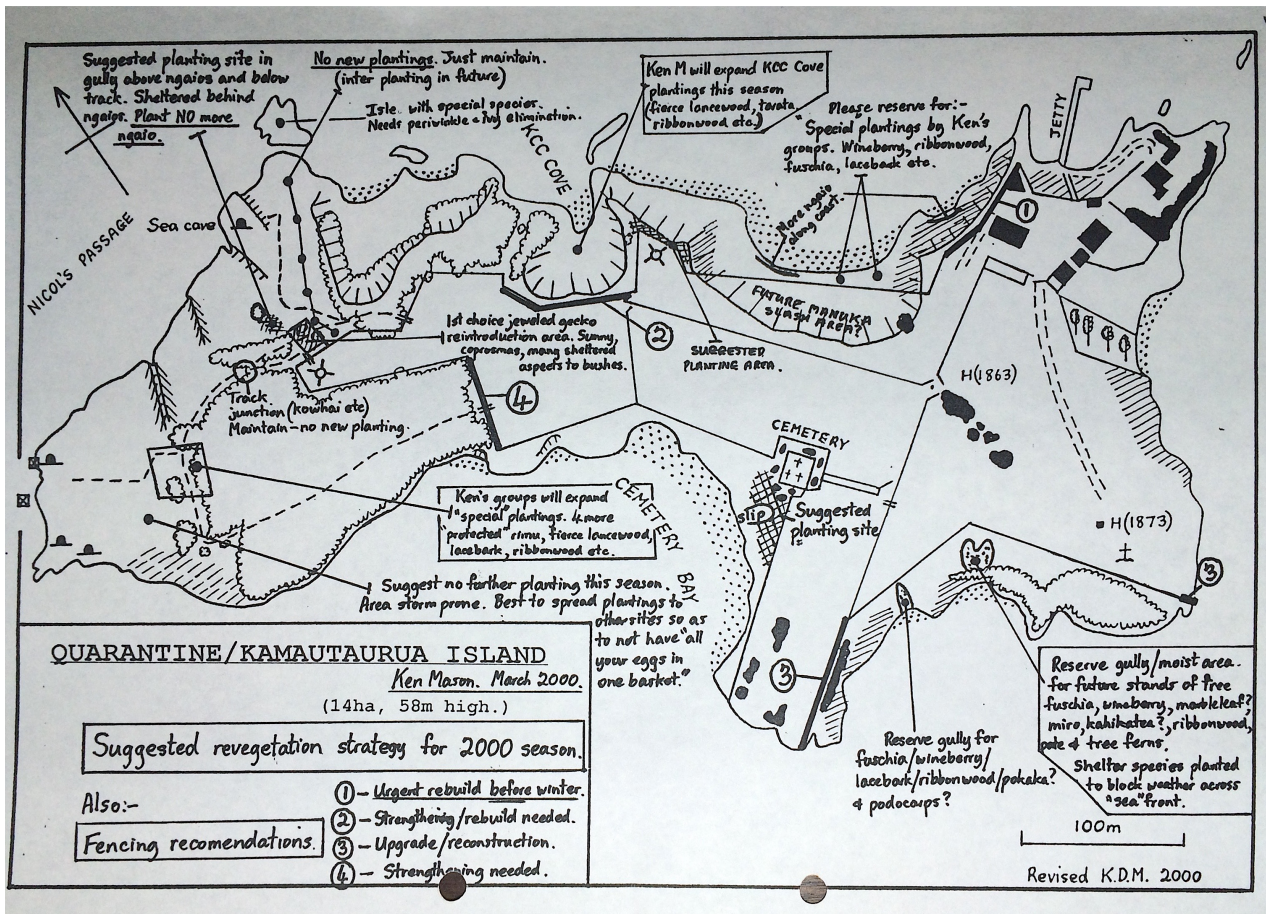 Suggested planting site in
gully above ngaios and below
track. Sheltered behind
ngaios. Plant NO more
ngaio.
No new plantings. Just maintain.
(inter planting in future)
Isle with special species.
Needs periwinkle & ivy elimination.
KCC COVE
Ken M will expand KCC Cove
plantings this season
(fierce lancewood, tarata,
ribbonwood etc.)
Please reserve for:-
"Special plantings by Ken's
groups. Wineberry, ribbonwood,
fuschia, laceback etc.
More ngaio
along coast.
JETTY
1
NICOL'S PASSAGE
Sea cave
FUTURE MANUKA
SLASH AREA?
1st choice jeweled gecko
reintroduction area. Sunny,
coprosmas, many sheltered
aspects to bushes.
2
SUGGESTED
PLANTING AREA.
H(1863)
4
Track
junction (kowhai etc)
Maintain - no new planting.
CEMETERY
Ken's groups will expand
"special" plantings. 4 more
"protected" rimu, fierce lancewood,
lacebark, ribbonwood etc.
CEMETERY
BAY
slip
Suggested
planting site
H(1873)
3
Suggest no further planting this season.
Area storm prone. Best to spread plantings to
other sites so as
to not have "all
your eggs in
one basket."
3
Reserve gully for
fuschia/wineberry/
lacebark/ribbonwood/pokaka?
& podocarps?
Reserve gully/moist area.
for future stands of tree
fuschia, wineberry, marbleleaf?
miro, kahikatea?, ribbonwood,
pate & tree ferns.
Shelter species planted
to block weather across
"sea" front.
100m
Revised K.D.M. 2000
QUARANTINE/KAMAUTAURUA ISLAND
Ken Mason. March 2000.
(14ha, 58m high.)
Suggested revegetation strategy for 2000 season.
Also:-
Fencing recomendations.
1 - Urgent rebuild before winter.
2 - Strengthening/rebuild needed.
3 - Upgrade/reconstruction.
4 - Strengthening needed.